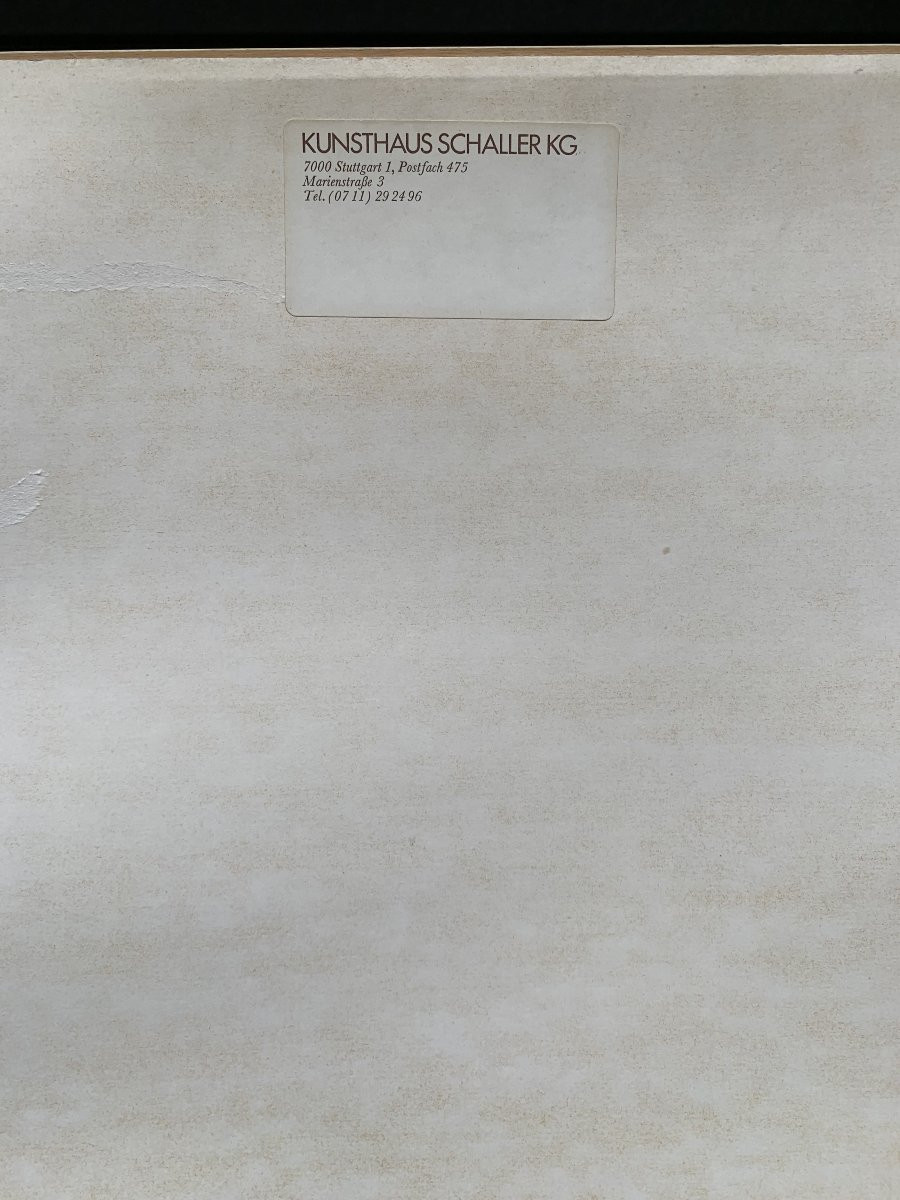 KUNSTHAUS SCHALLER KG
7000 Stuttgart 1, Postfach 475
Marienstraße 3
Tel. (07 11) 29 24 96